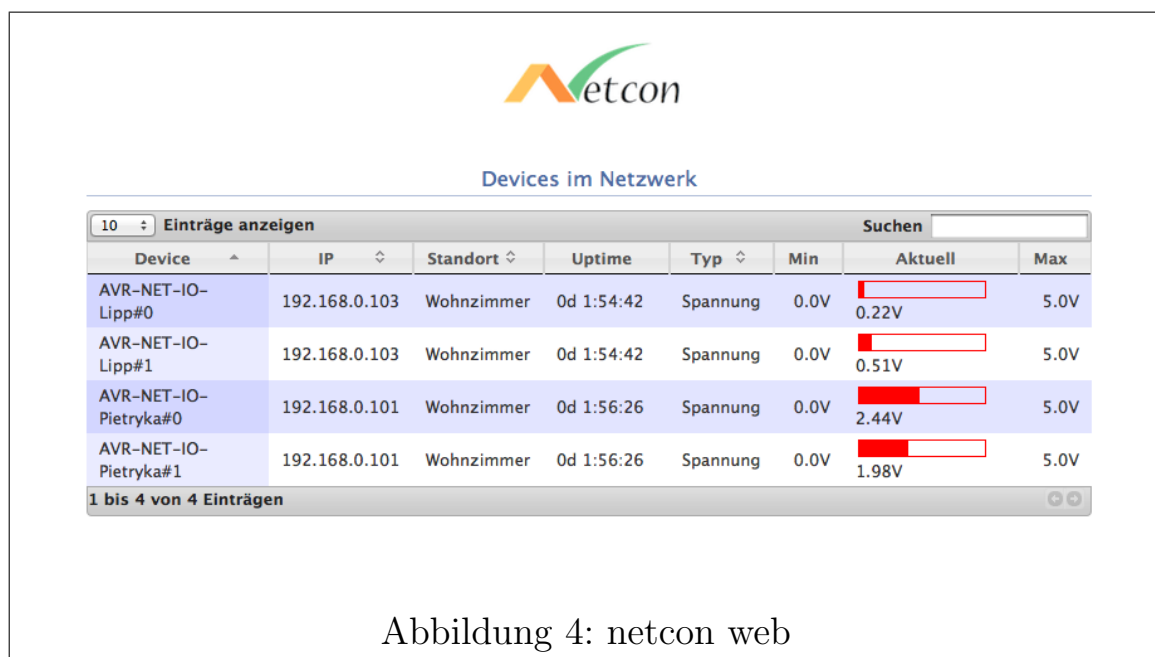 Netcon
Devices im Netzwerk
10 Einträge anzeigen Suchen
Device IP Standort Uptime Typ Min Aktuell Max
AVR-NET-IO-
Lipp#0 192.168.0.103 Wohnzimmer 0d 1:54:42 Spannung 0.0V 0.22V 5.0V
AVR-NET-IO-
Lipp#1 192.168.0.103 Wohnzimmer 0d 1:54:42 Spannung 0.0V 0.51V 5.0V
AVR-NET-IO-
Pietryka#0 192.168.0.101 Wohnzimmer 0d 1:56:26 Spannung 0.0V 2.44V 5.0V
AVR-NET-IO-
Pietryka#1 192.168.0.101 Wohnzimmer 0d 1:56:26 Spannung 0.0V 1.98V 5.0V
1 bis 4 von 4 Einträgen
Abbildung 4: netcon web